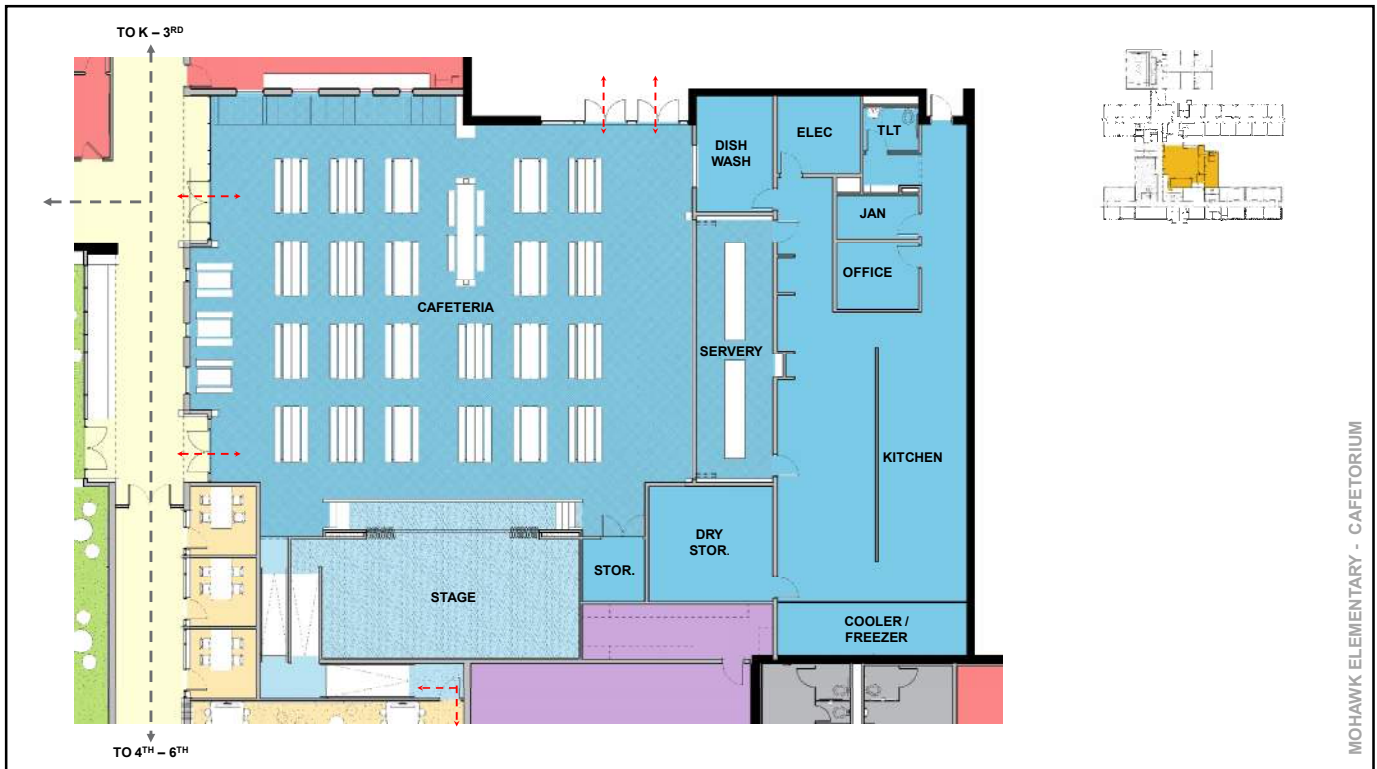 TO K – 3RD
ELEC
TLT
DISH
WASH
JAN
OFFICE
CAFETERIA
SERVERY
KITCHEN
DRY
STOR.
STOR.
STAGE
COOLER /
FREEZER
TO 4TH – 6TH
MOHAWK ELEMENTARY - CAFETORIUM